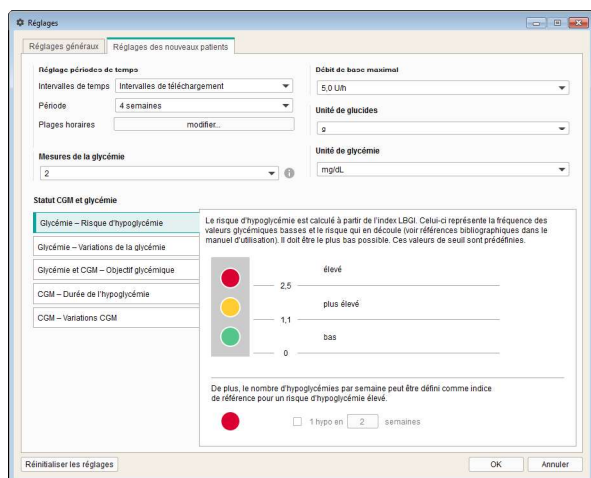 Réglages
Réglages généraux
Réglages des nouveaux patients
Réglage périodes de temps
Intervalles de temps
Intervalles de téléchargement
Période
4 semaines
Plages horaires
modifier...
Mesures de la glycémie
2
Débit de base maximal
5,0 U/h
Unité de glucides
g
Unité de glycémie
mg/dL
Statut CGM et glycémie
Glycémie – Risque d'hypoglycémie
Glycémie – Variations de la glycémie
Glycémie et CGM – Objectif glycémique
CGM – Durée de l'hypoglycémie
CGM – Variations CGM
Le risque d'hypoglycémie est calculé à partir de l'index LBGI. Celui-ci représente la fréquence des
valeurs glycémiques basses et le risque qui en découle (voir références bibliographiques dans le
manuel d'utilisation). Il doit être le plus bas possible. Ces valeurs de seuil sont prédéfinies.
élevé
2,5
plus élevé
1,1
bas
0
De plus, le nombre d'hypoglycémies par semaine peut être défini comme indice
de référence pour un risque d'hypoglycémie élevé.
1 hypo en 2 semaines
Réinitialiser les réglages
OK
Annuler